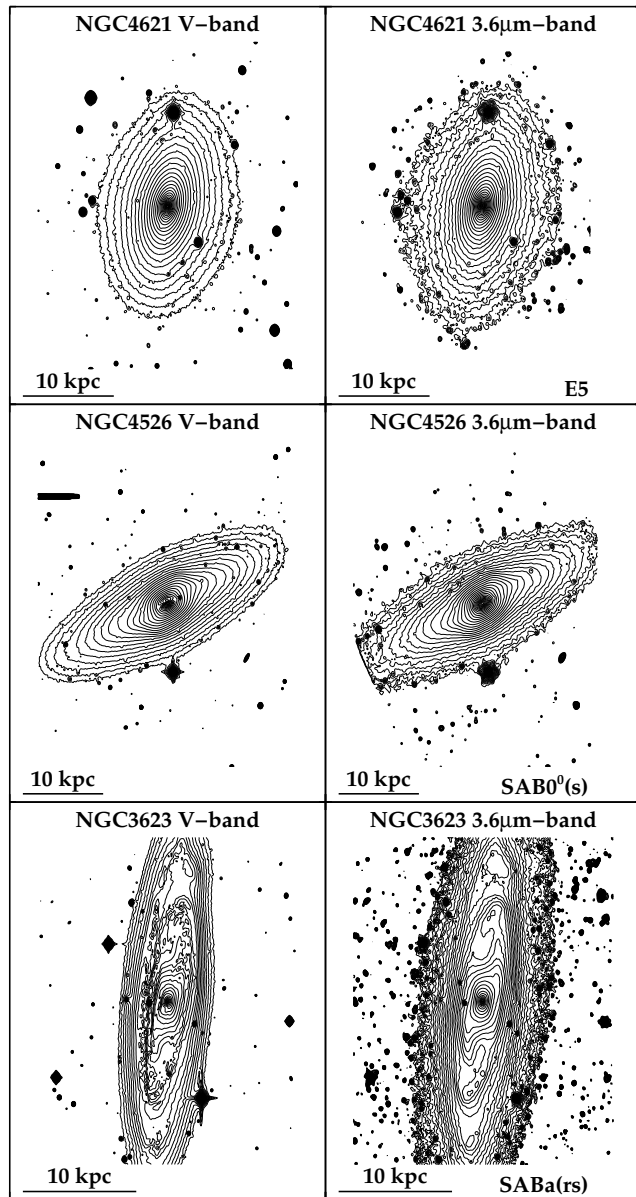 NGC4621 V−band
10 kpc
NGC4621 3.6μm−band
10 kpc
E5
NGC4526 V−band
10 kpc
NGC4526 3.6μm−band
10 kpc
SAB0⁰(s)
NGC3623 V−band
10 kpc
NGC3623 3.6μm−band
10 kpc
SABa(rs)